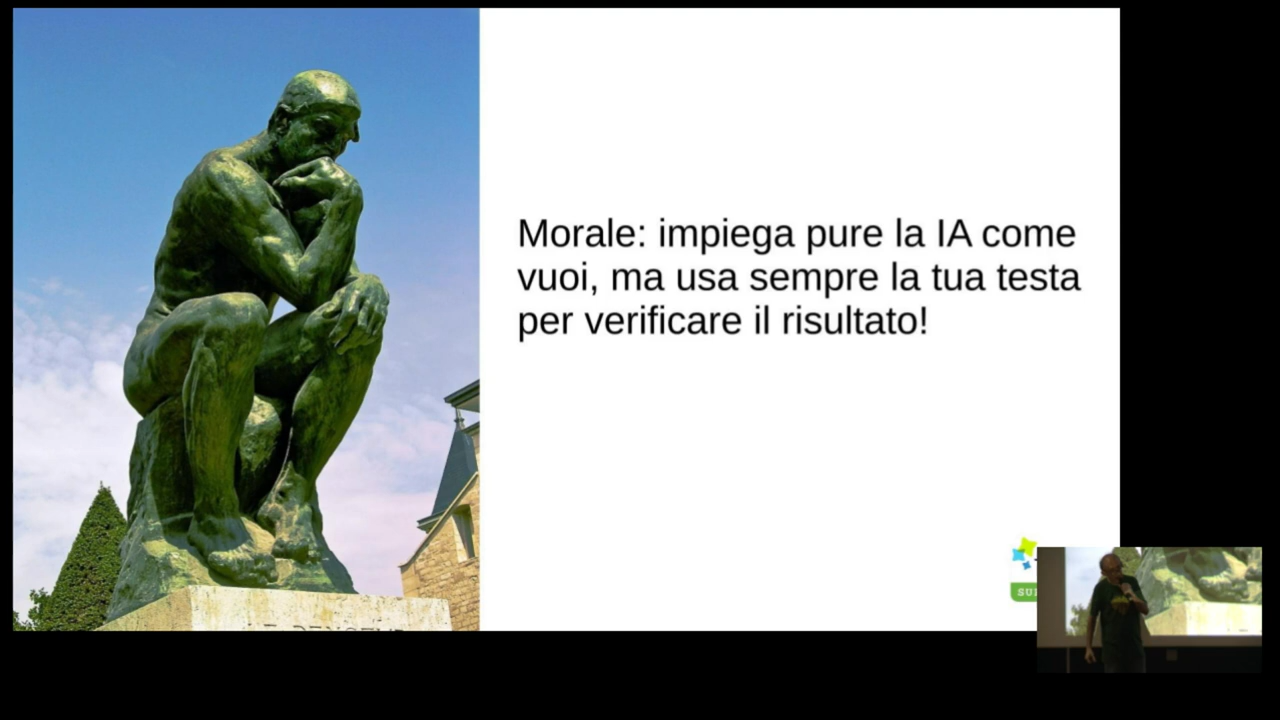 Morale: impiega pure la IA come
vuoi, ma usa sempre la tua testa
per verificare il risultato!